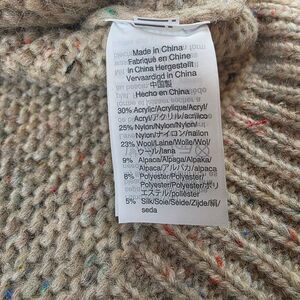 Made in China
Fabriqué en Chine
In China Hergestellt
Vervaardigd in China
中国製
Hecho en China
30% Acrylic/Acrylique/Acryl/
Acryl/アクリル/acrílico
25% Nylon/Nylon/Nylon/
Nylon/ナイロン/nailon
23% Wool/Laine/Wolle/Wol
/ウール/lana
9% Alpaca/Alpaga/Alpaka/
Alpaca/アルパカ/alpaca
8% Polyester/Polyester/
Polyester/Polyester/ポリ
エステル/poliéster
5% Silk/Soie/Seide/Zijde/絹/
seda